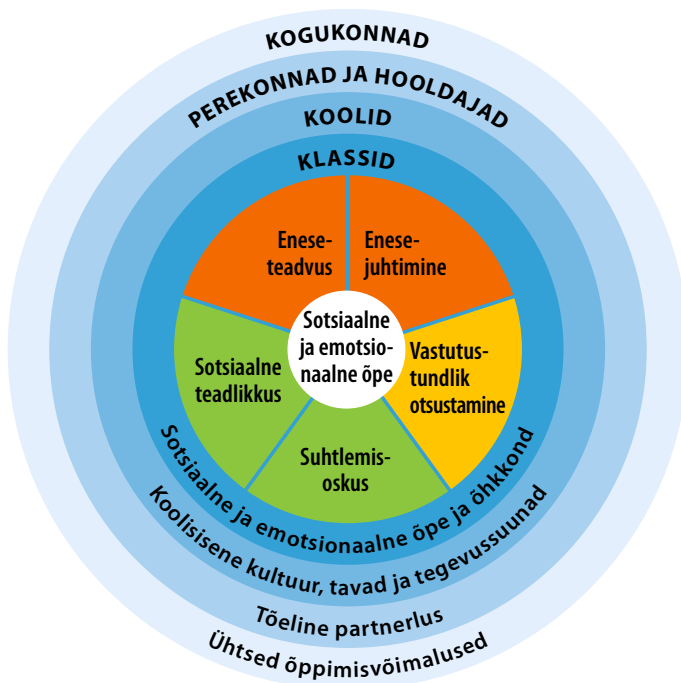 KOGUKONNAD
PEREKONNAD JA HOOLDAJAD
KOOLID
KLASSID
Enese-
teadvus
Enese-
juhtimine
Sotsiaalne
ja emotsio-
naalne õpe
Sotsiaalne
teadlikkus
Vastutus-
tundlik
otsustamine
Suhtlemis-
oskus
Sotsiaalne ja emotsionaalne õpe ja õhkkond
Koolisisene kultuur, tavad ja tegevussuunad
Tõeline partnerlus
Ühtsed õppimisvõimalused